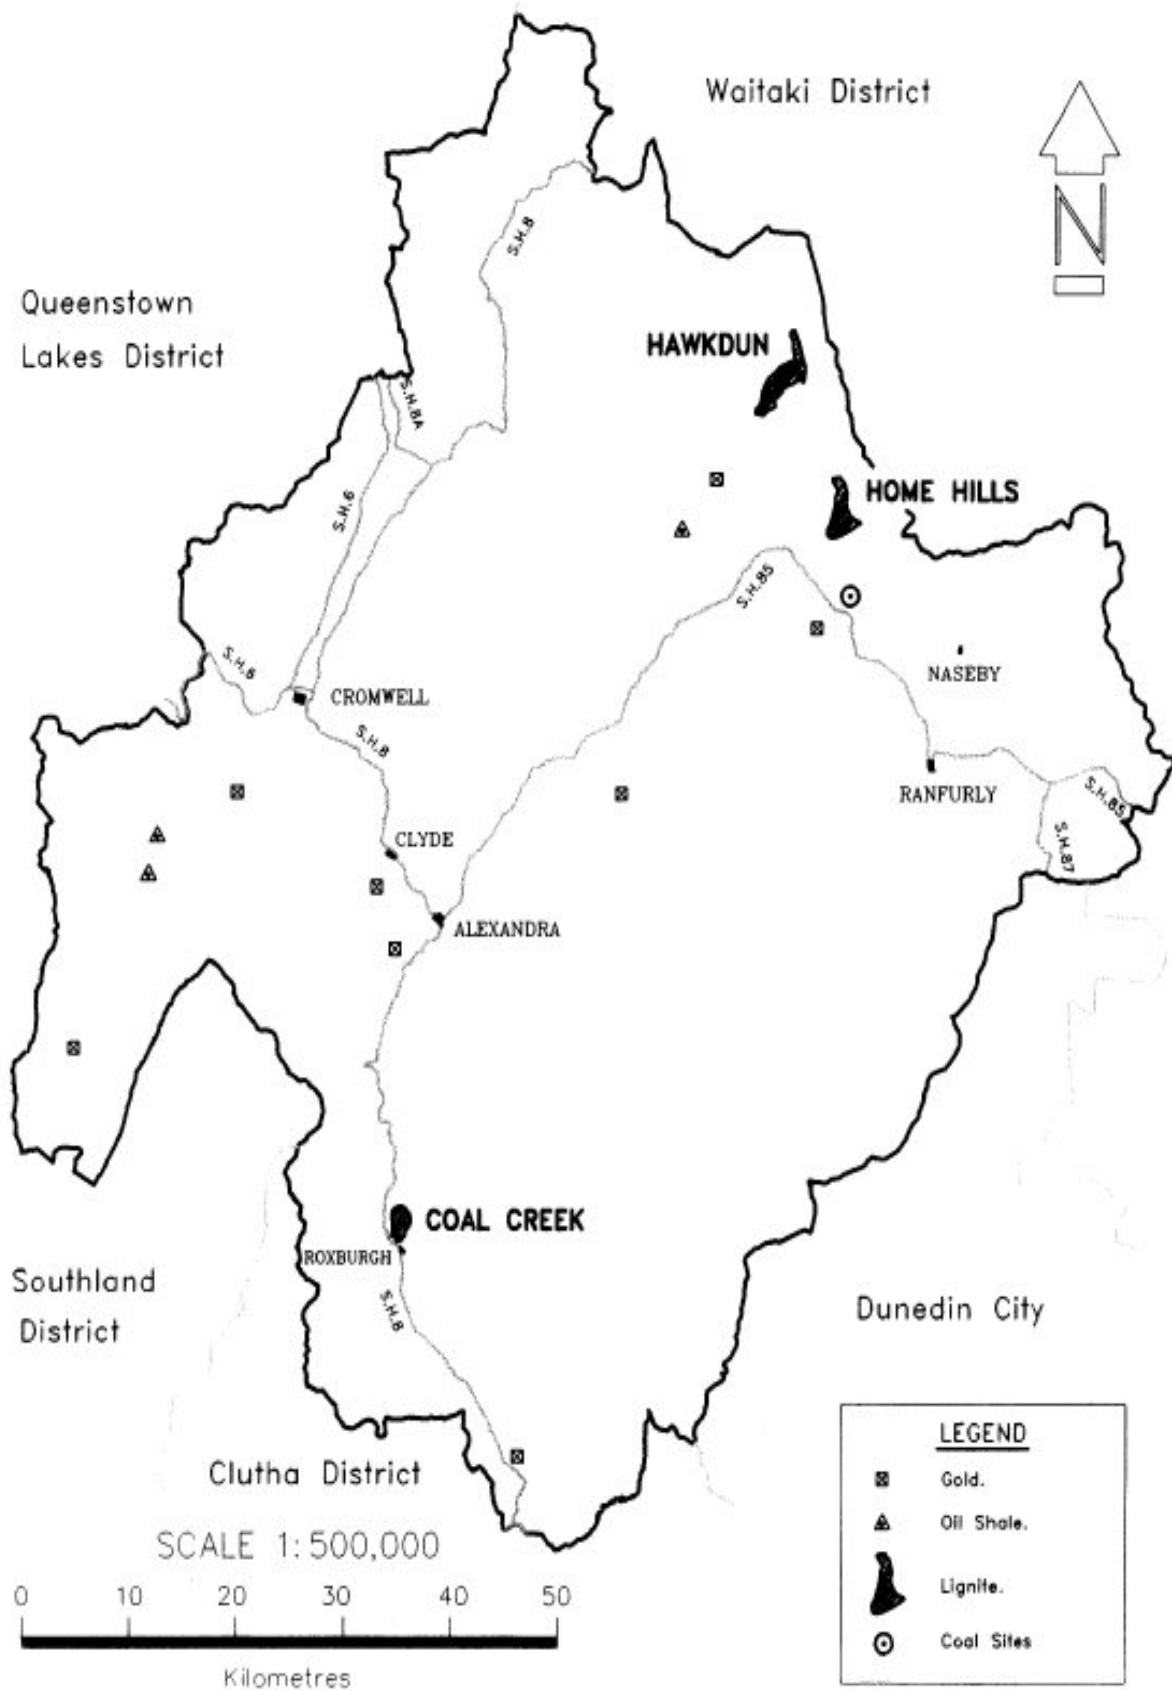 Waitaki District
N
S.H.8
Queenstown
Lakes District
HAWKDUN
S.H.8A
S.H.6
HOME HILLS
S.H.85
S.H.6
NASEBY
CROMWELL
S.H.8
RANFURLY
S.H.85
CLYDE
S.H.87
ALEXANDRA
COAL CREEK
ROXBURGH
Southland
District
S.H.8
Dunedin City
Clutha District
SCALE 1:500,000
0 10 20 30 40 50
Kilometres
LEGEND
Gold.
Oil Shale.
Lignite.
Coal Sites